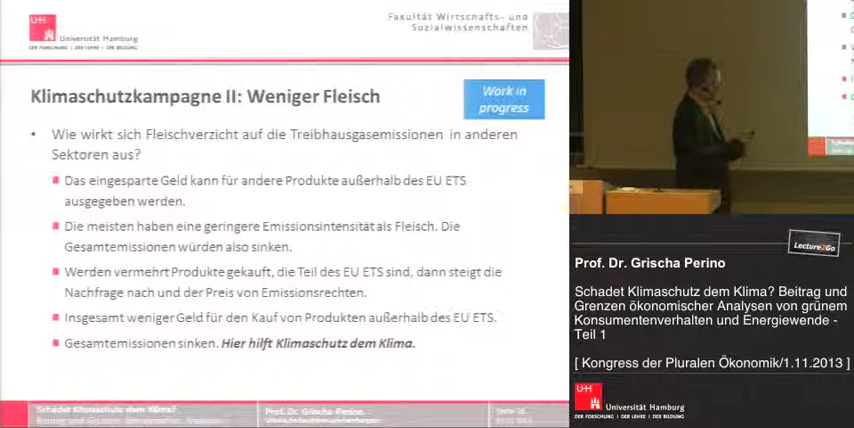 UH
Universität Hamburg
DER FORSCHUNG | DER LEHRE | DER BILDUNG
Fakultät Wirtschafts- und
Sozialwissenschaften
Klimaschutzkampagne II: Weniger Fleisch
Work in
progress
• Wie wirkt sich Fleischverzicht auf die Treibhausgasemissionen in anderen
Sektoren aus?
Das eingesparte Geld kann für andere Produkte außerhalb des EU ETS
ausgegeben werden.
Die meisten haben eine geringere Emissionsintensität als Fleisch. Die
Gesamtemissionen würden also sinken.
Werden vermehrt Produkte gekauft, die Teil des EU ETS sind, dann steigt die
Nachfrage nach und der Preis von Emissionsrechten.
Insgesamt weniger Geld für den Kauf von Produkten außerhalb des EU ETS.
Gesamtemissionen sinken. Hier hilft Klimaschutz dem Klima.
Schadet Klimaschutz dem Klima?
Prof. Dr. Grischa Perino
Lecture2Go
Prof. Dr. Grischa Perino
Schadet Klimaschutz dem Klima? Beitrag und
Grenzen ökonomischer Analysen von grünem
Konsumentenverhalten und Energiewende -
Teil 1
[ Kongress der Pluralen Ökonomik/1.11.2013 ]
UH
Universität Hamburg
DER FORSCHUNG | DER LEHRE | DER BILDUNG